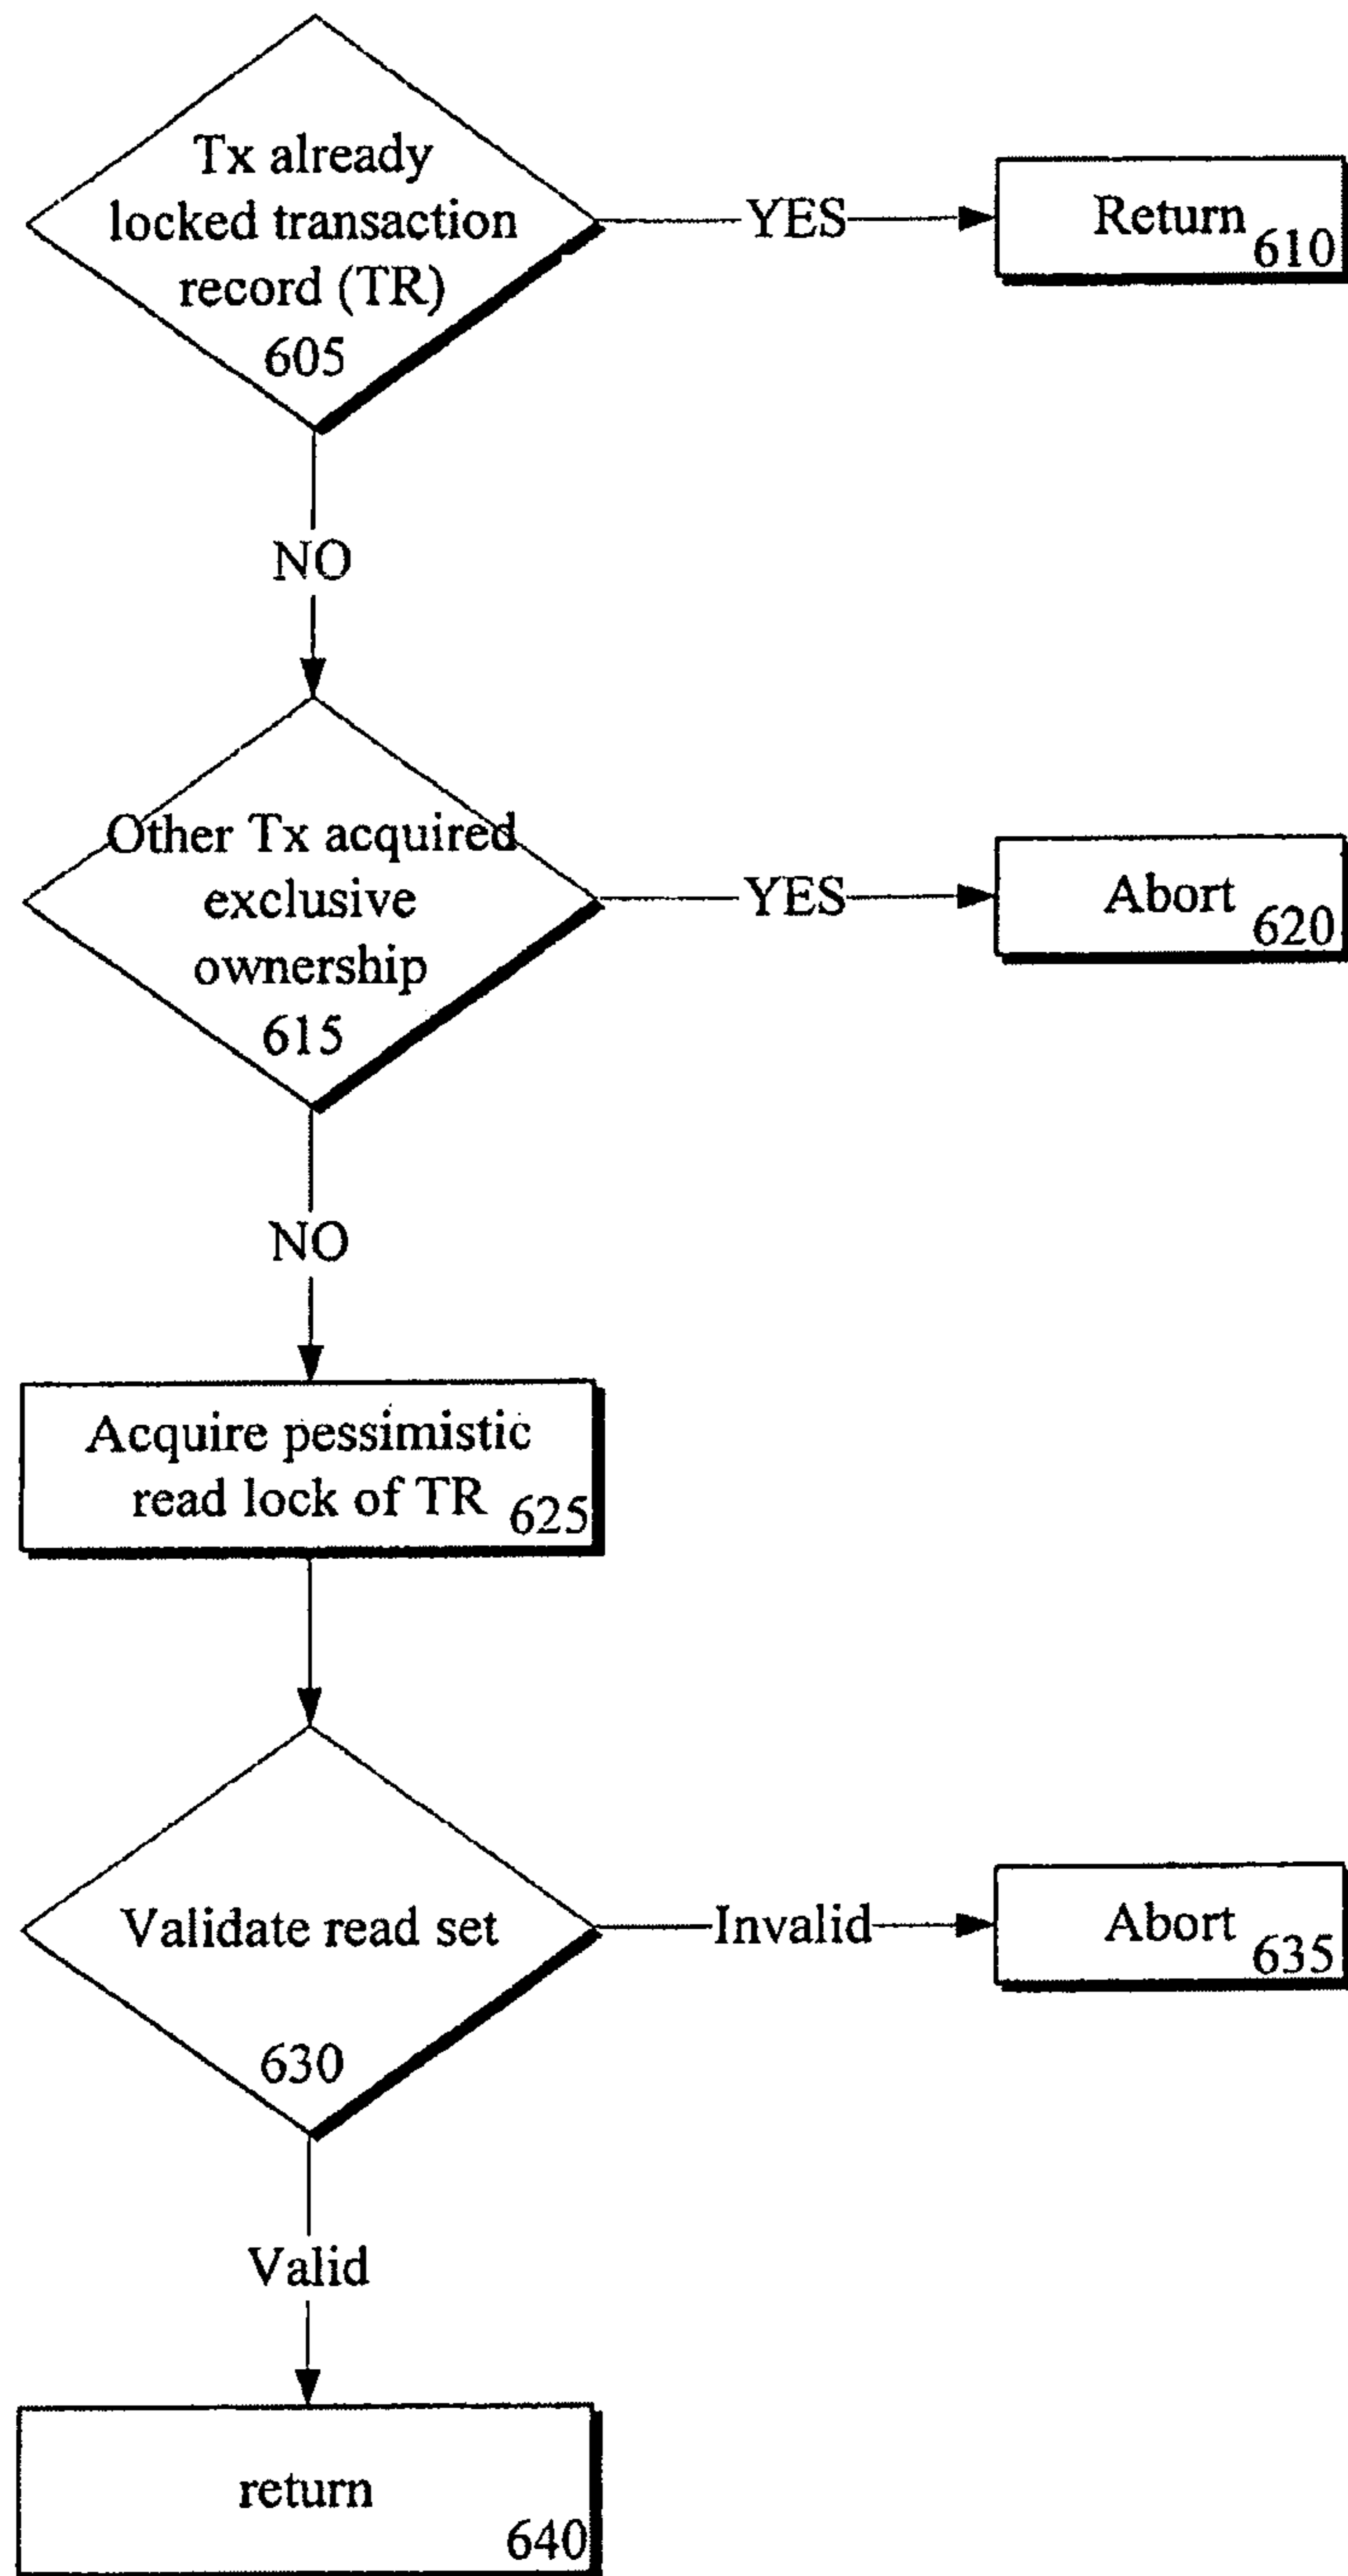 Tx already
locked transaction
record (TR)
605
YES
Return
610
NO
Other Tx acquired
exclusive
ownership
615
YES
Abort
620
NO
Acquire pessimistic
read lock of TR
625
Validate read set
630
Invalid
Abort
635
Valid
return
640